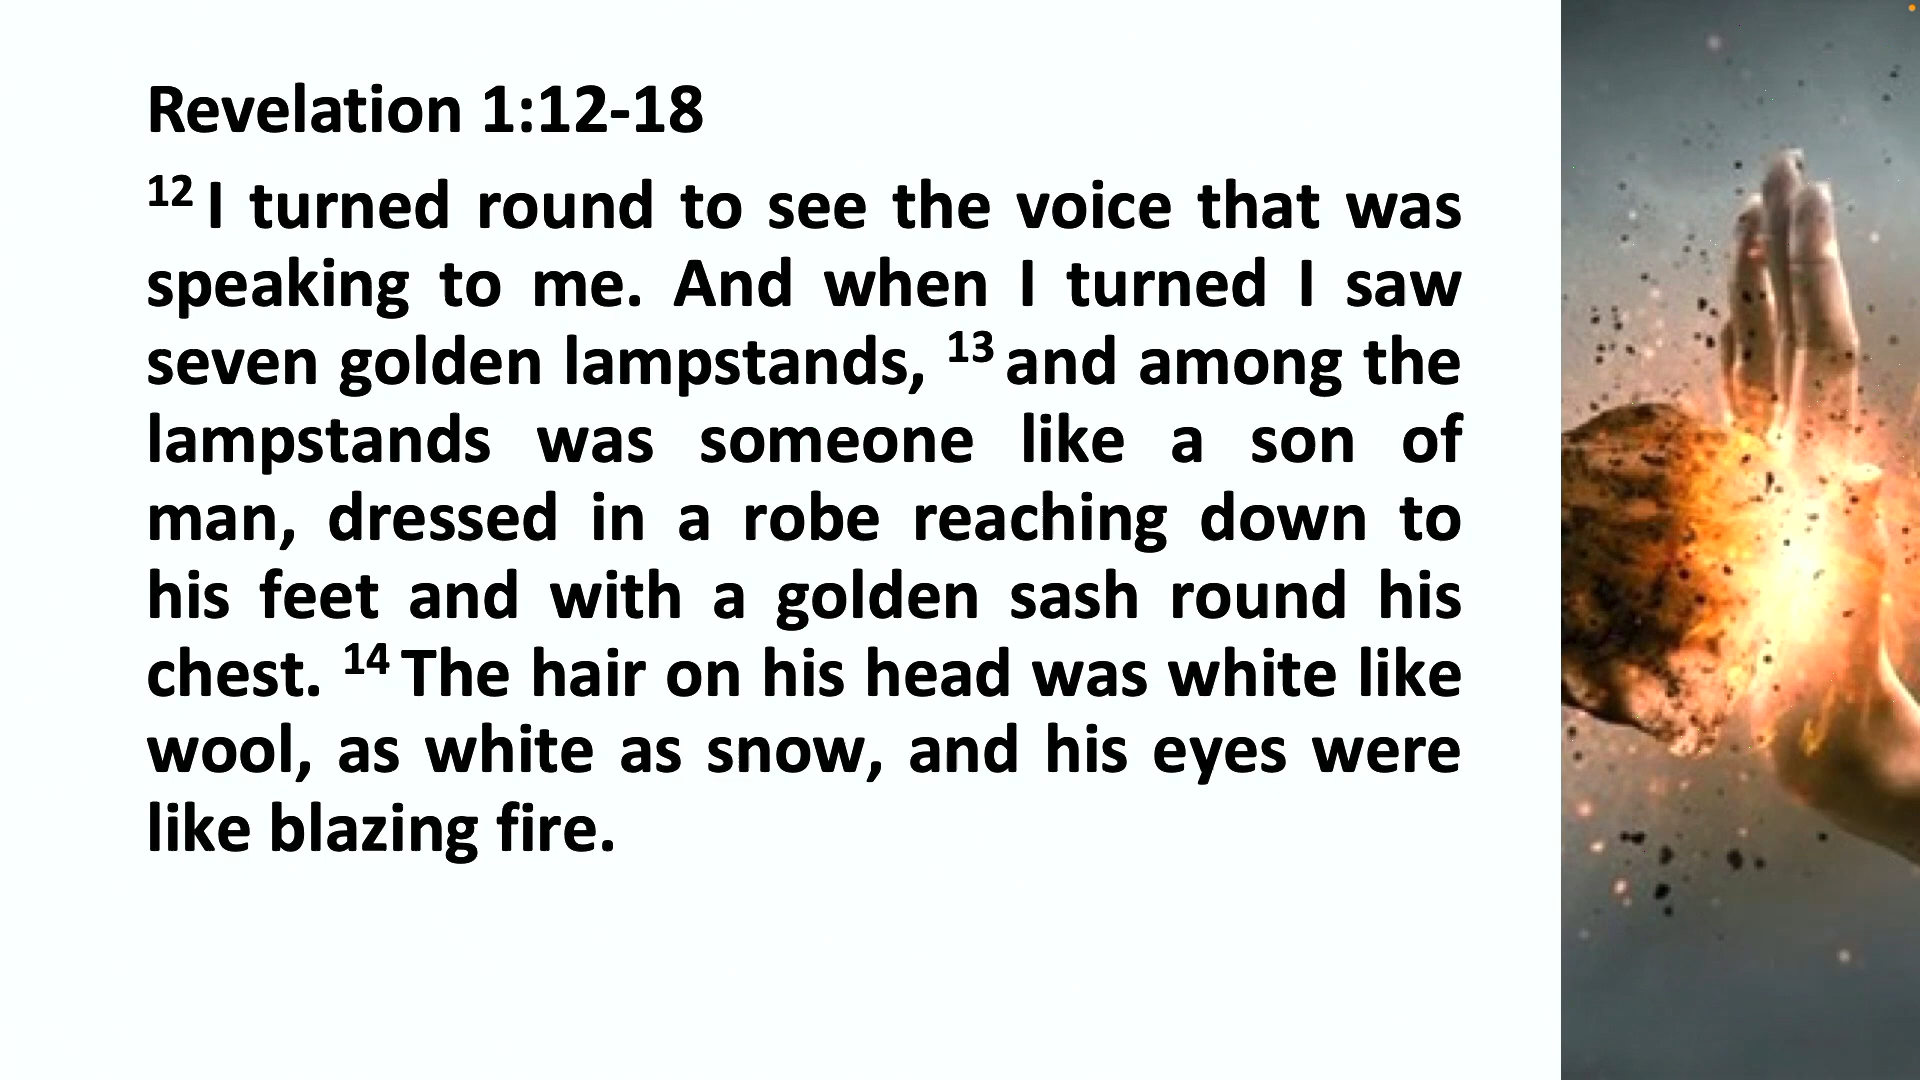 Revelation 1:12-18
12 I turned round to see the voice that was
speaking to me. And when I turned I saw
seven golden lampstands, 13 and among the
lampstands was someone like a son of
man, dressed in a robe reaching down to
his feet and with a golden sash round his
chest. 14 The hair on his head was white like
wool, as white as snow, and his eyes were
like blazing fire.